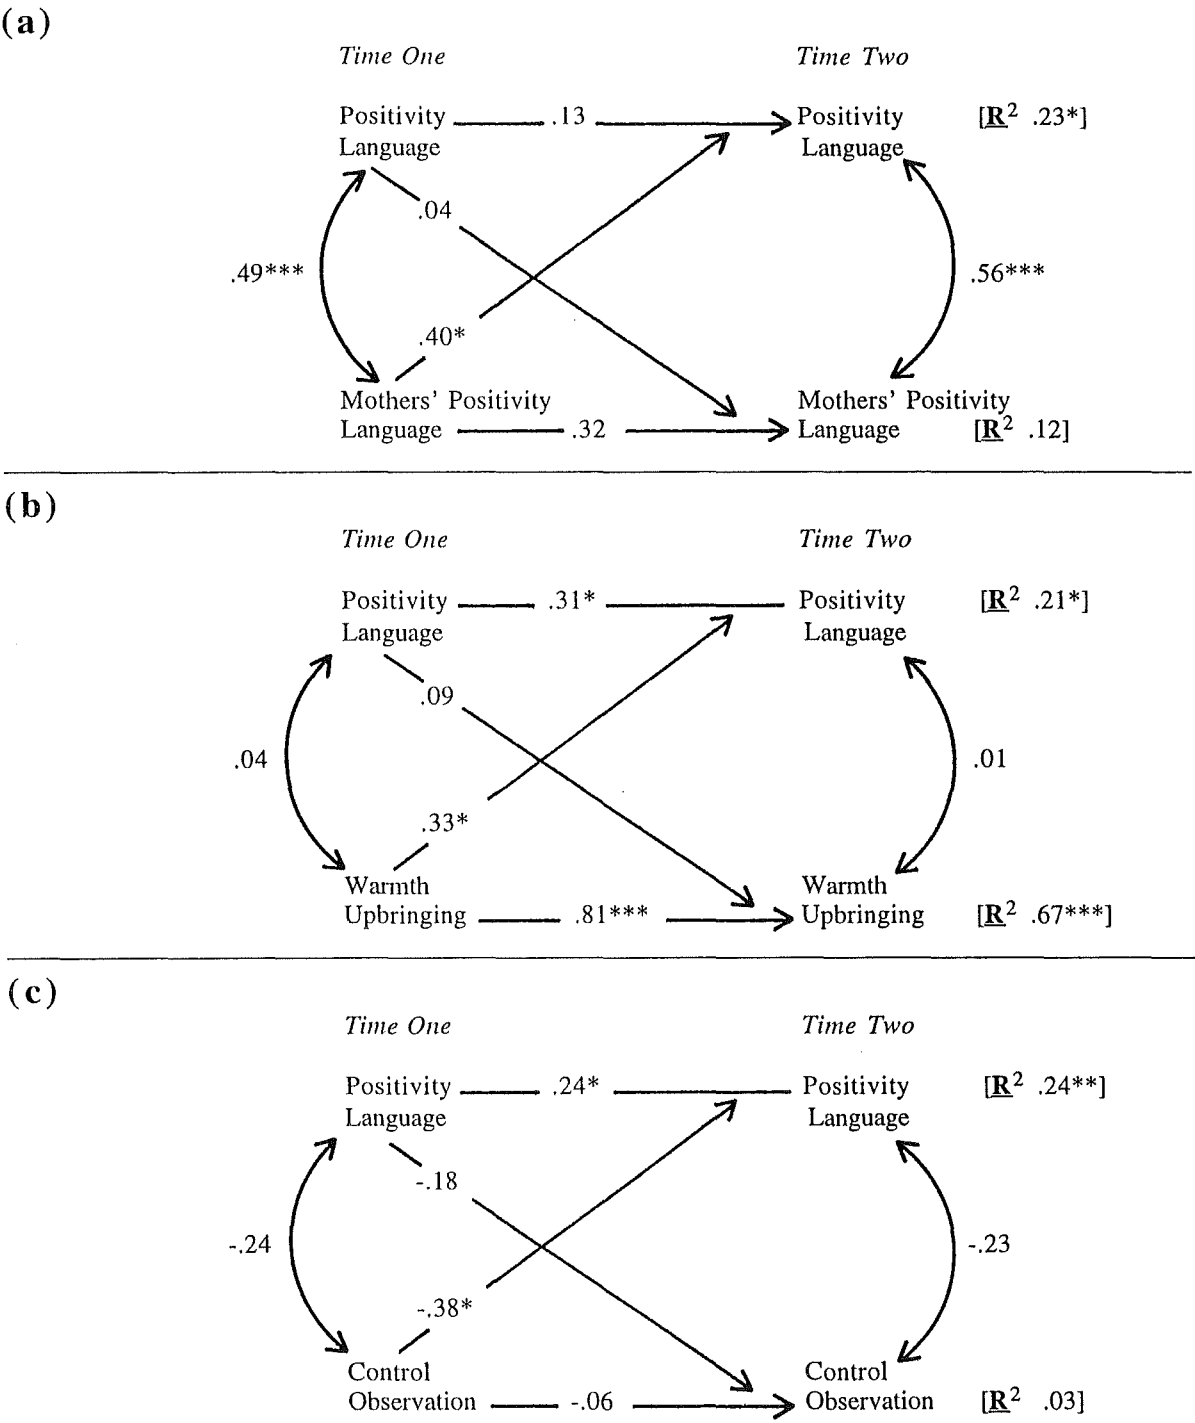 (a)
Time One Time Two
Positivity .13 Positivity [R² .23*]
Language Language
.04
.49*** .56***
.40*
Mothers' Positivity Mothers' Positivity
Language .32 Language [R² .12]
(b)
Time One Time Two
Positivity .31* Positivity [R² .21*]
Language Language
.09
.04 .01
.33*
Warmth Warmth
Upbringing .81*** Upbringing [R² .67***]
(c)
Time One Time Two
Positivity .24* Positivity [R² .24**]
Language Language
-.18
-.24 -.23
-.38*
Control Control
Observation -.06 Observation [R² .03]